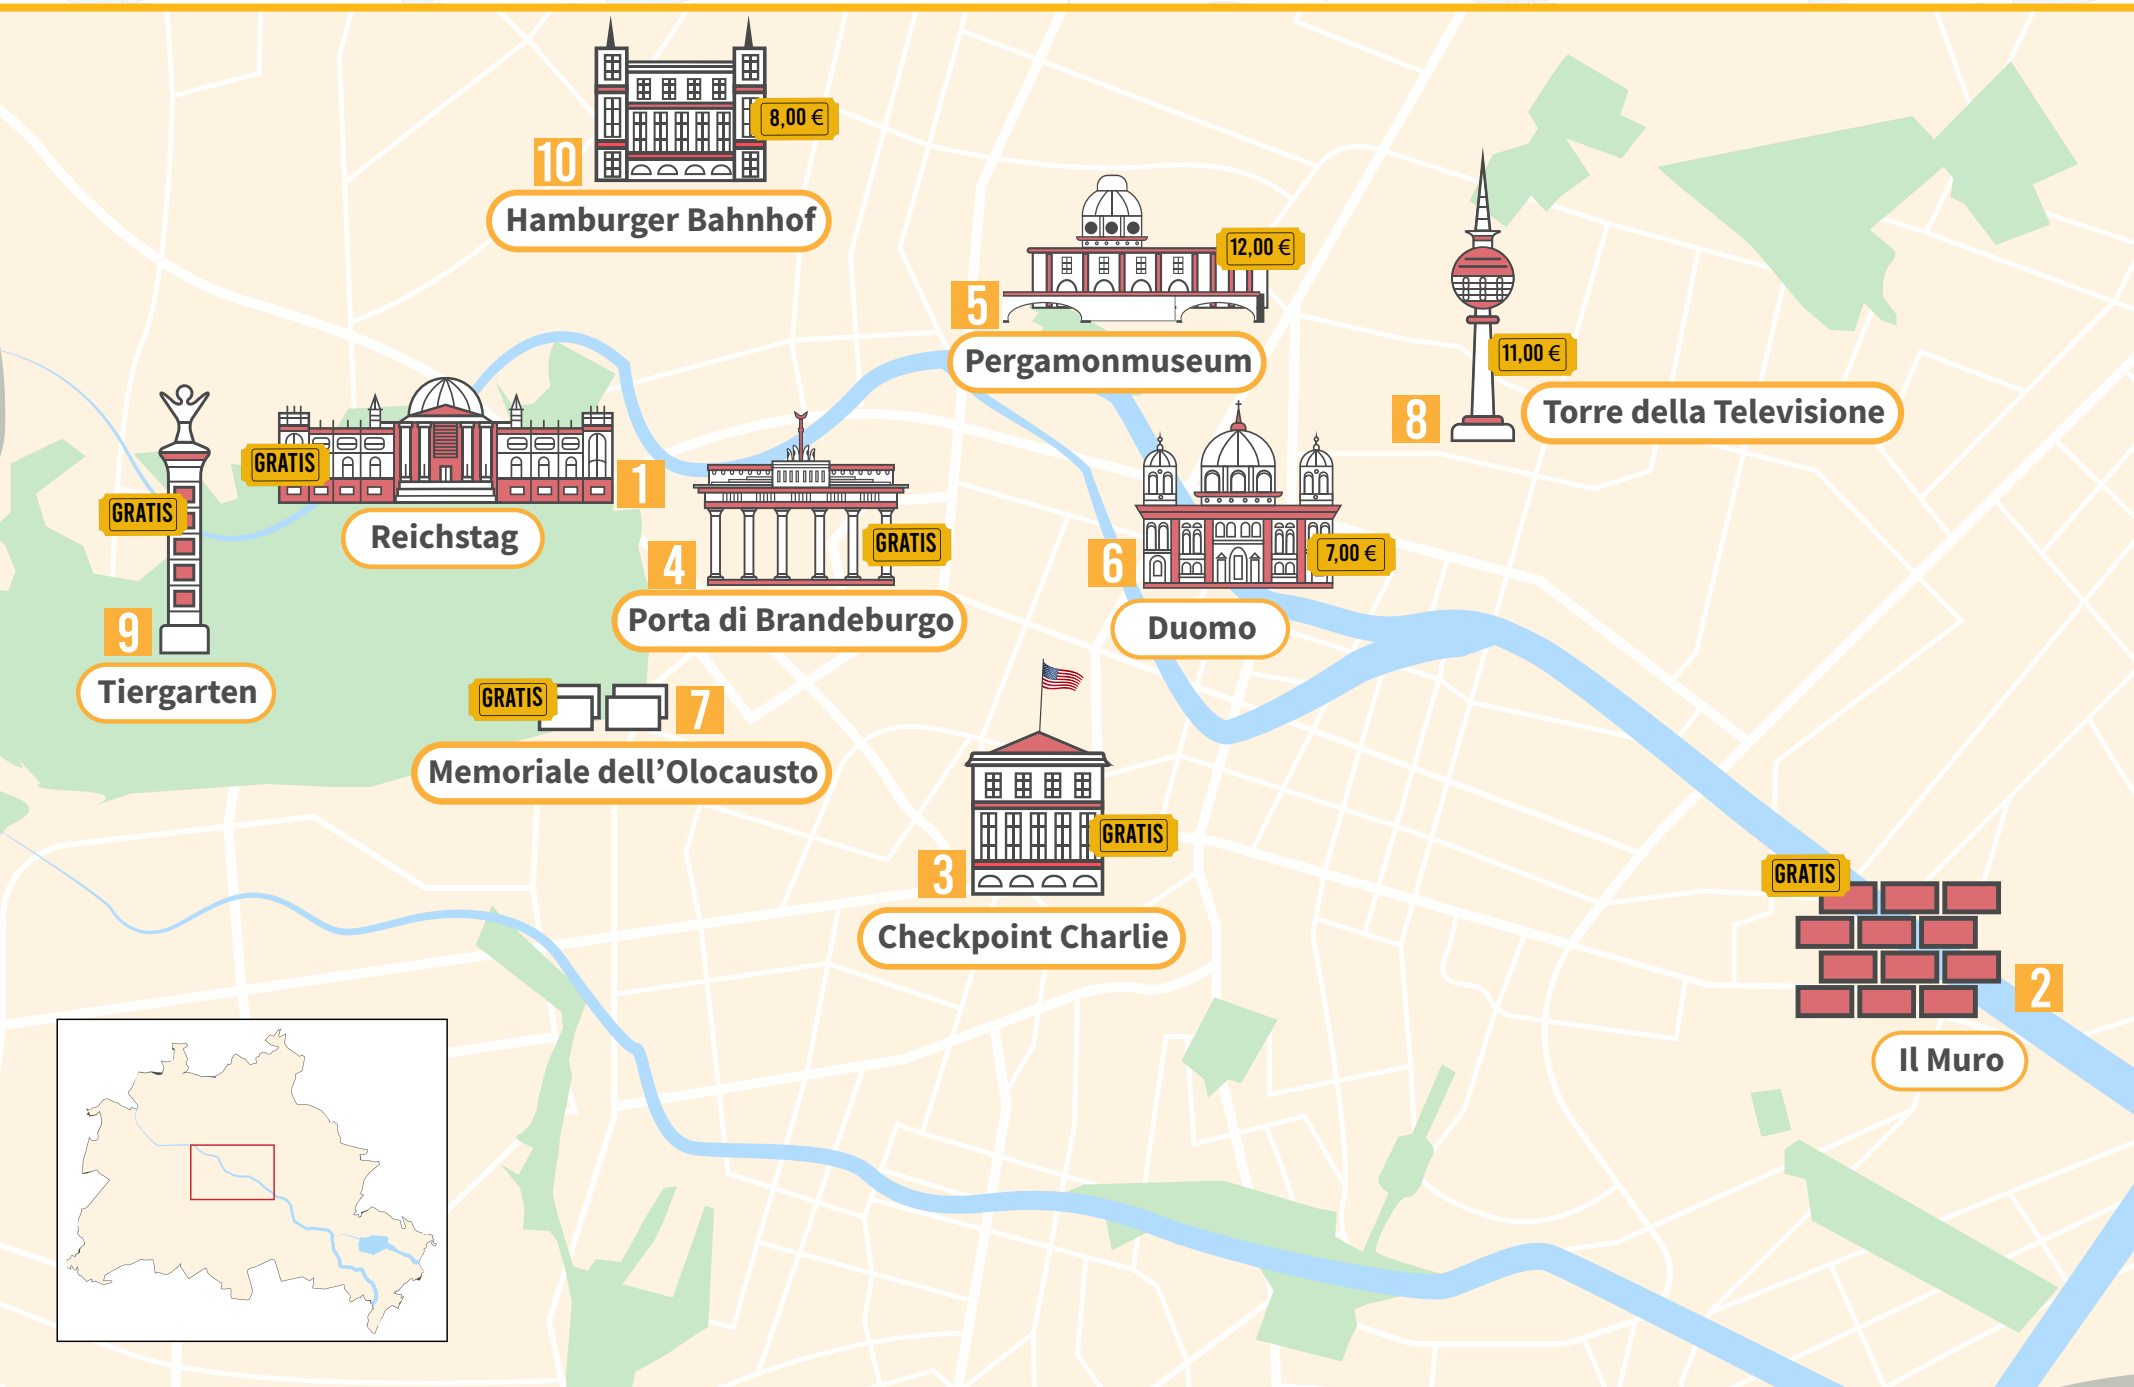 8,00 €
10
Hamburger Bahnhof
12,00 €
5
Pergamonmuseum
11,00 €
8
Torre della Televisione
GRATIS
1
Reichstag
GRATIS
9
Tiergarten
GRATIS
4
Porta di Brandeburgo
7,00 €
6
Duomo
GRATIS
7
Memoriale dell’Olocausto
GRATIS
3
Checkpoint Charlie
GRATIS
2
Il Muro